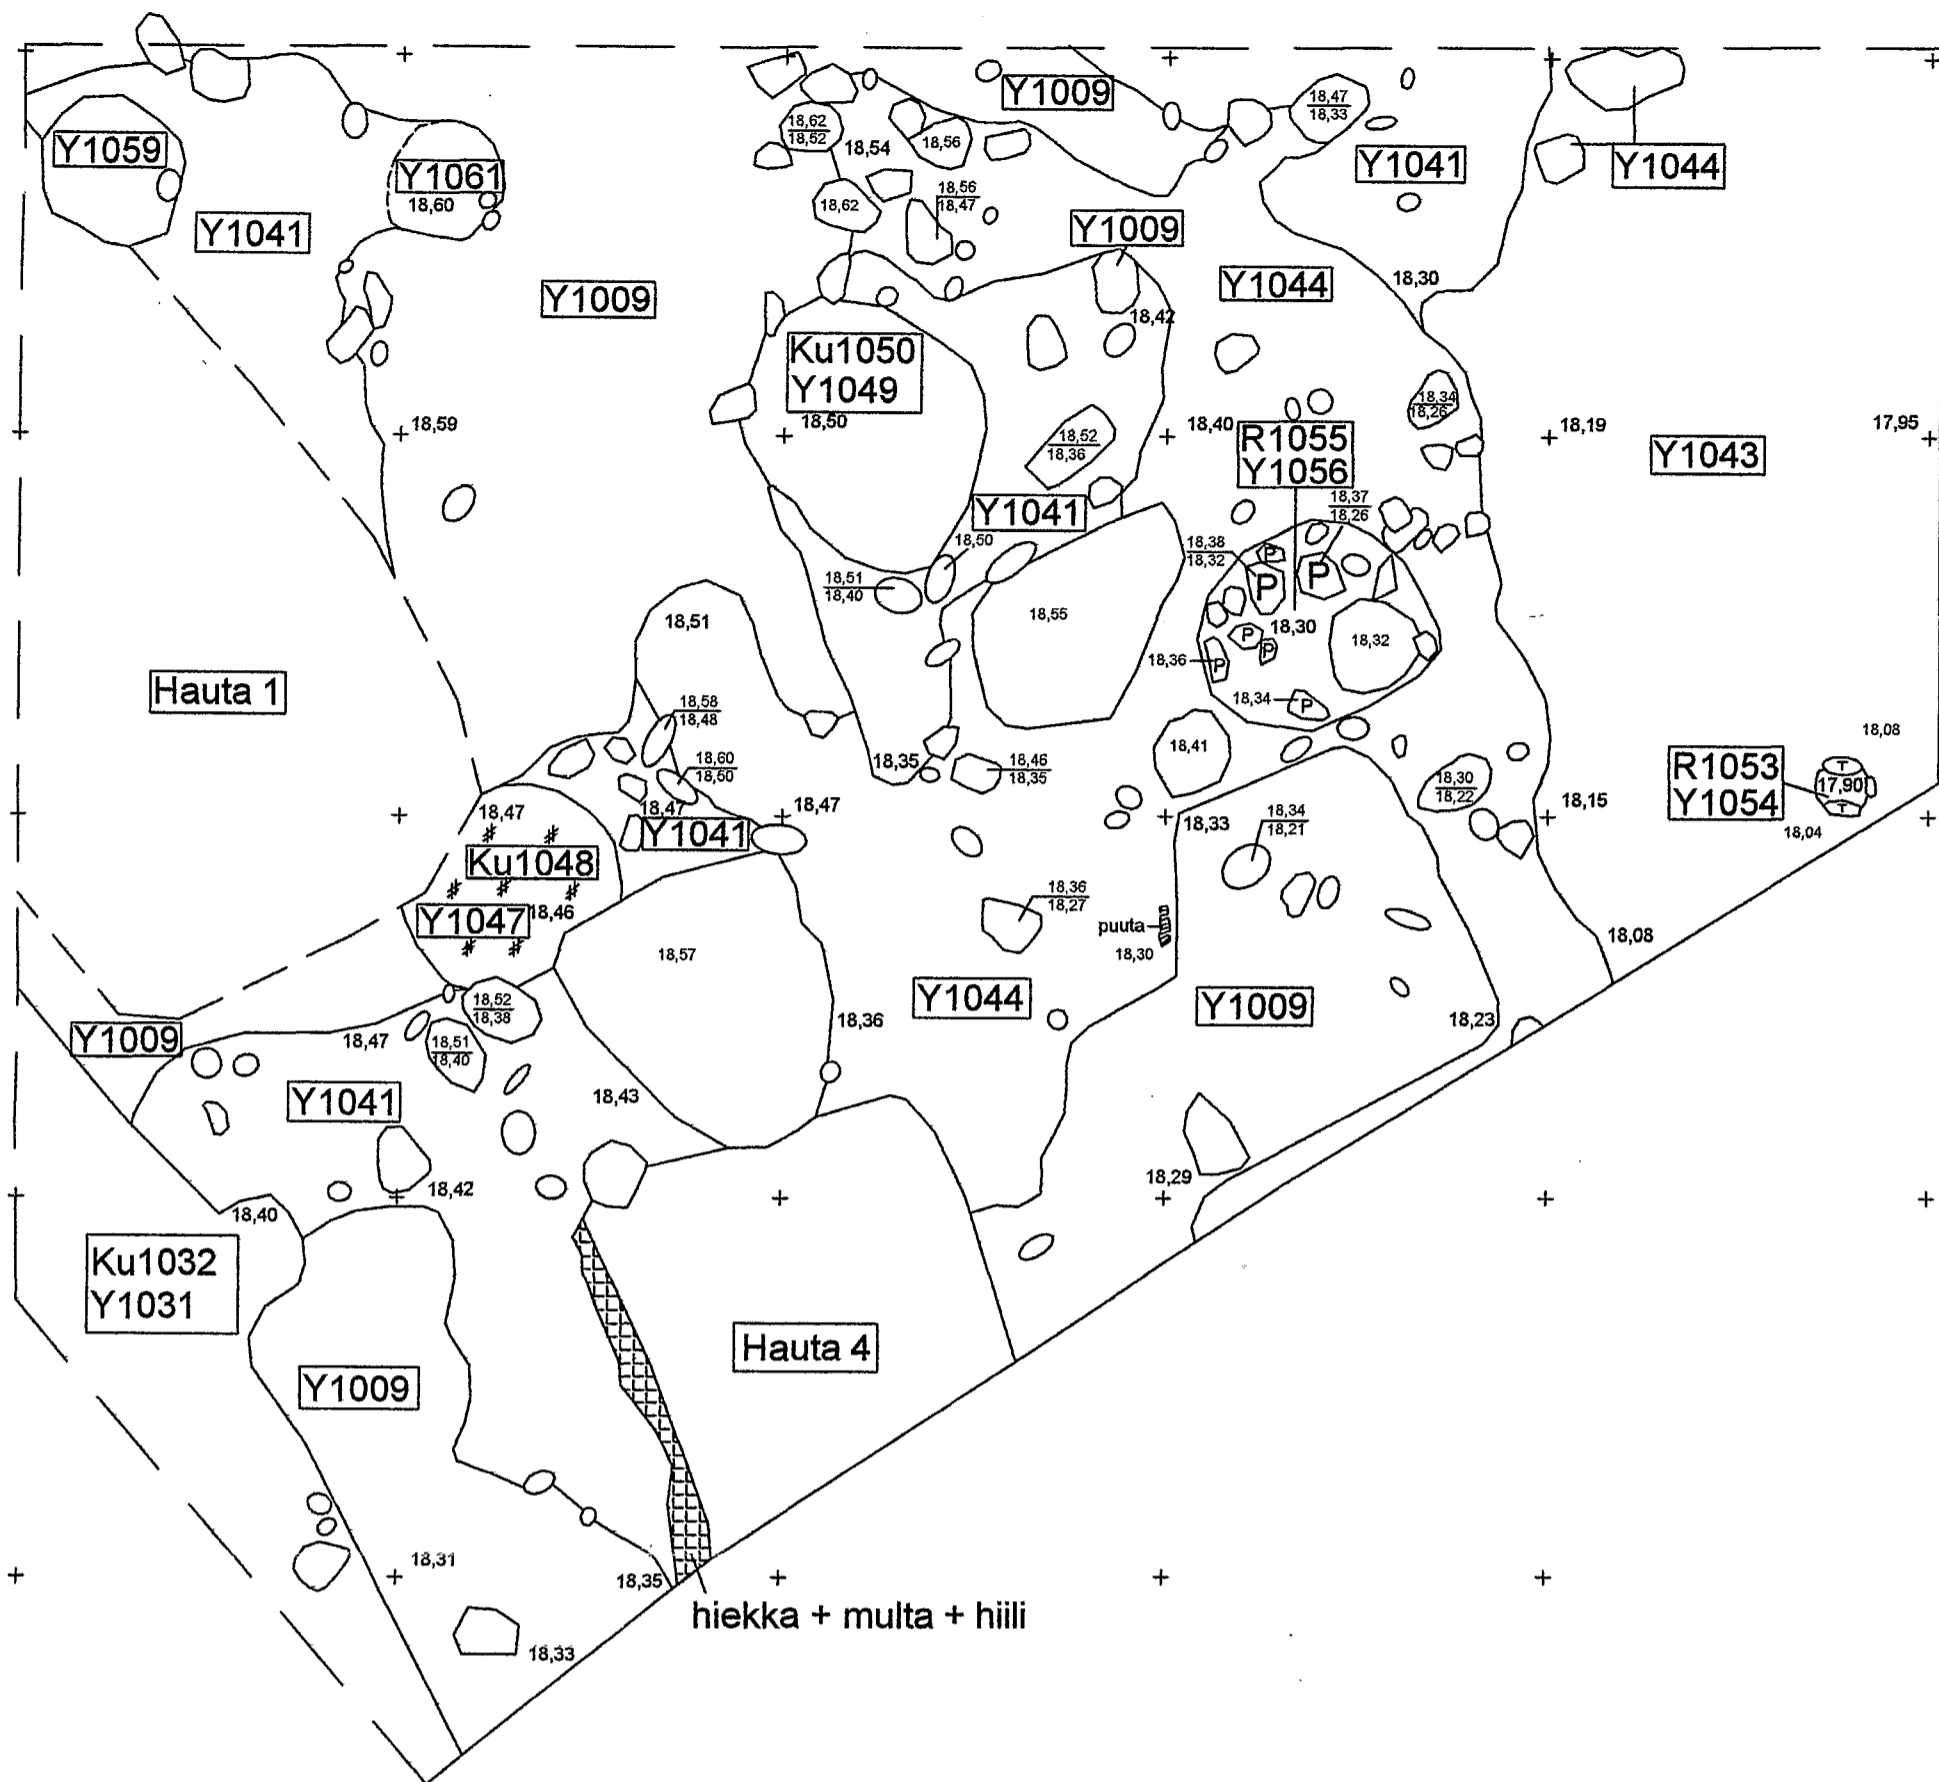 Y1009
18,47
18,33
Y1059
18,62
18,52
18,54
18,56
Y1041
Y1044
Y1061
18,60
18,62
18,56
18,47
Y1041
Y1009
Y1044
18,30
Y1009
18,42
Ku1050
Y1049
18,50
18,34
18,26
18,59
18,52
18,36
18,40
R1055
Y1056
18,19
17,95
Y1043
Y1041
18,37
18,26
18,50
18,38
18,32
P
P
P
18,51
18,40
18,51
18,55
18,30
P
P
18,32
18,36
P
Hauta 1
18,58
18,48
18,34
P
18,60
18,50
18,35
18,46
18,35
18,41
18,08
R1053
Y1054
T
17,90
T
18,30
18,22
18,47
18,47
18,47
18,33
18,34
18,21
18,15
18,04
Y1041
Ku1048
Y1047
18,46
18,36
18,27
puuta
18,30
18,57
18,08
18,52
18,38
Y1044
Y1009
Y1009
18,47
18,51
18,40
18,36
18,23
Y1041
18,43
18,42
18,29
18,40
Ku1032
Y1031
Hauta 4
Y1009
18,31
18,35
hiekka + multa + hiili
18,33